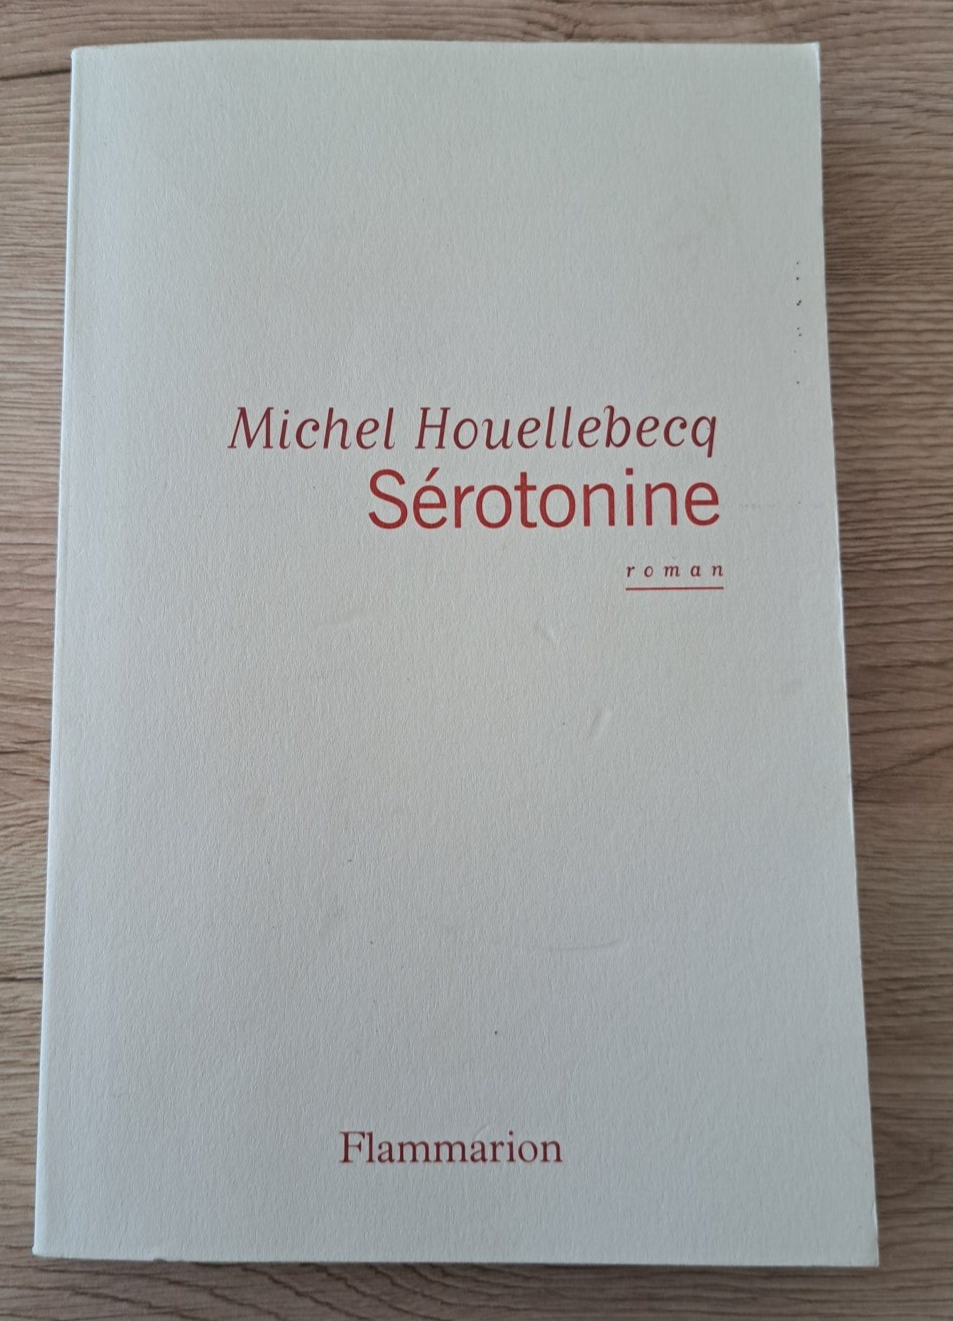 Michel Houellebecq
Sérotonine
roman
Flammarion